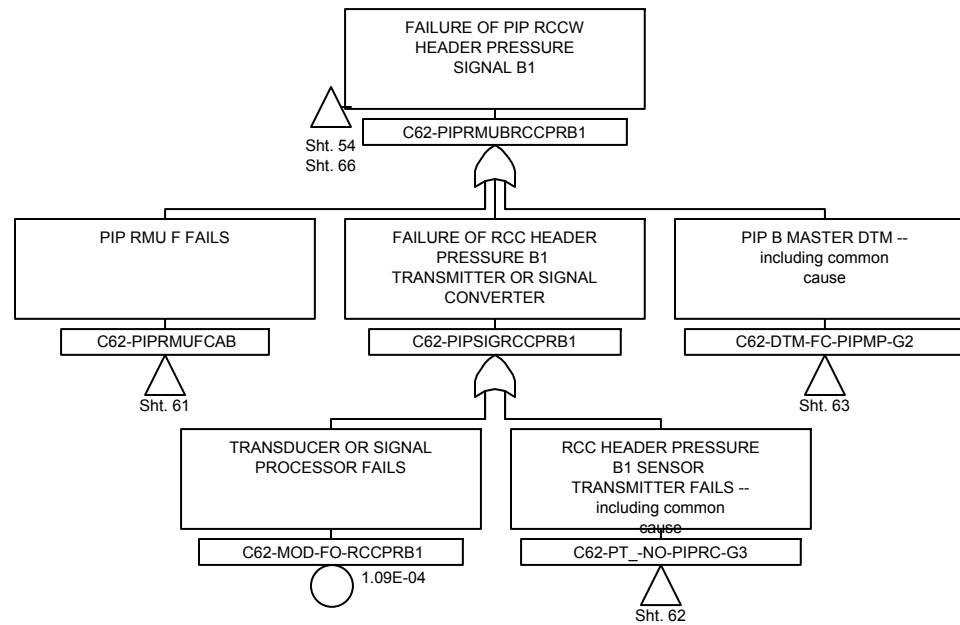 FAILURE OF PIP RCCW
HEADER PRESSURE
SIGNAL B1
C62-PIPRMUBRCCPRB1
Sht. 54
Sht. 66
PIP RMU F FAILS
C62-PIPRMUFCAB
Sht. 61
FAILURE OF RCC HEADER
PRESSURE B1
TRANSMITTER OR SIGNAL
CONVERTER
C62-PIPSIGRCCPRB1
PIP B MASTER DTM --
including common
cause
C62-DTM-FC-PIPMP-G2
Sht. 63
TRANSDUCER OR SIGNAL
PROCESSOR FAILS
C62-MOD-FO-RCCPRB1
1.09E-04
RCC HEADER PRESSURE
B1 SENSOR
TRANSMITTER FAILS --
including common
cause
C62-PT_-NO-PIPRC-G3
Sht. 62